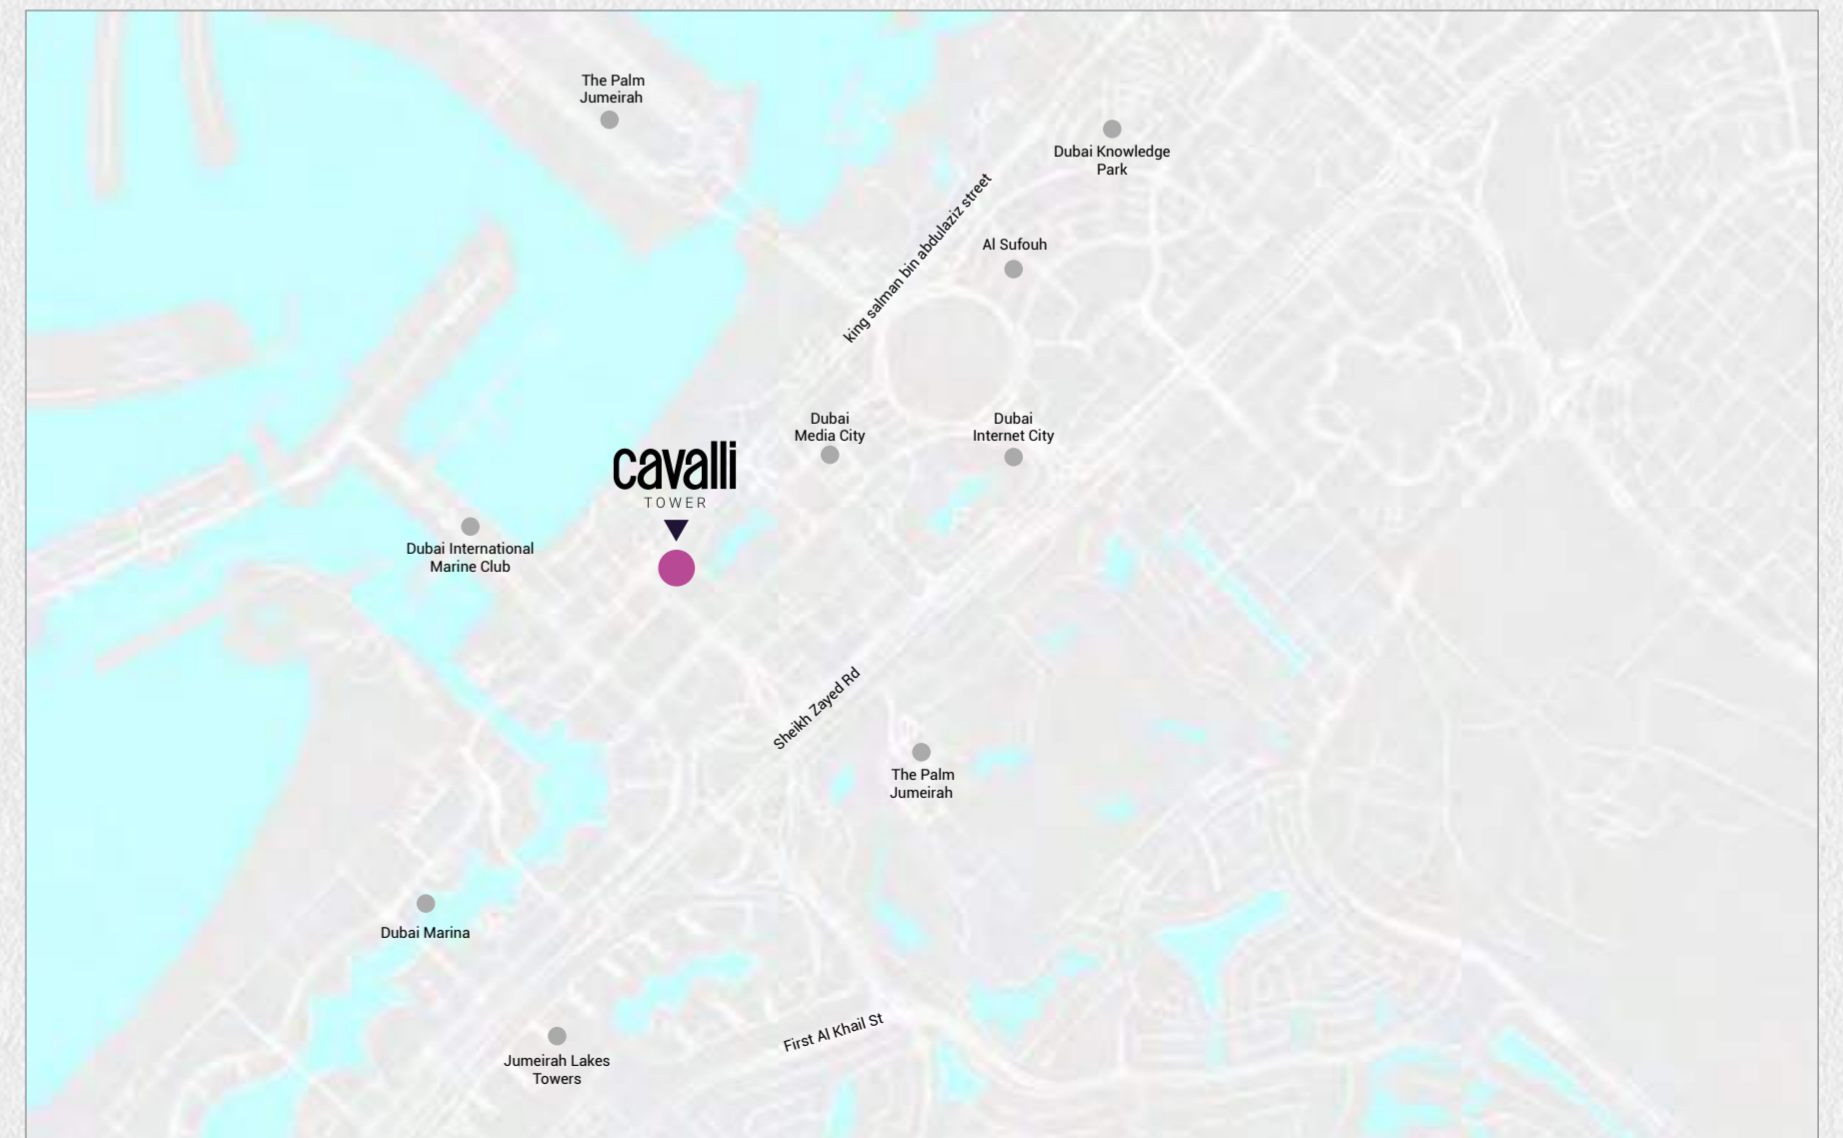 The Palm
Jumeirah
Dubai Knowledge
Park
king salman bin abdulaziz street
Al Sufouh
Dubai
Media City
Dubai
Internet City
cavalli
TOWER
Dubai International
Marine Club
Sheikh Zayed Rd
The Palm
Jumeirah
Dubai Marina
First Al Khail St
Jumeirah Lakes
Towers